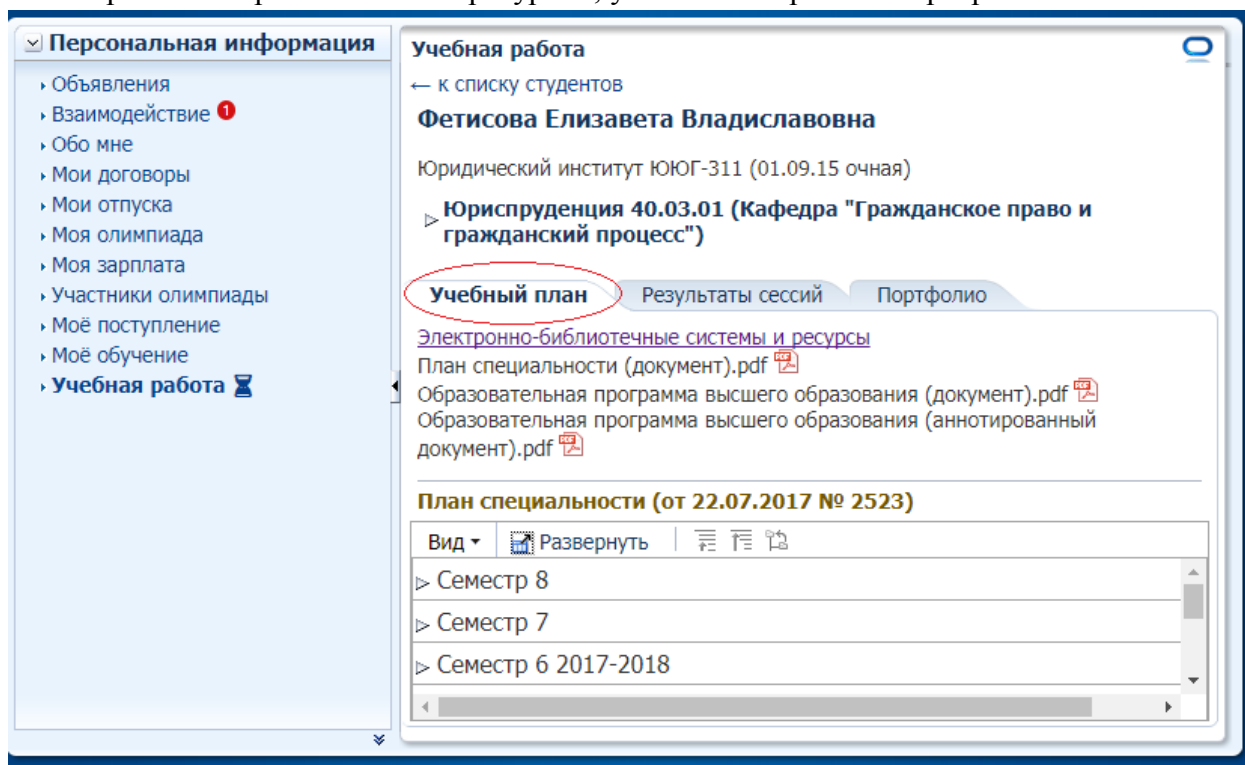 Персональная информация
Объявления
Взаимодействие 1
Обо мне
Мои договоры
Мои отпуска
Моя олимпиада
Моя зарплата
Участники олимпиады
Моё поступление
Моё обучение
Учебная работа
Учебная работа
← к списку студентов
Фетисова Елизавета Владиславовна
Юридический институт ЮЮГ-311 (01.09.15 очная)
Юриспруденция 40.03.01 (Кафедра "Гражданское право и
гражданский процесс")
Учебный план Результаты сессий Портфолио
Электронно-библиотечные системы и ресурсы
План специальности (документ).pdf
Образовательная программа высшего образования (документ).pdf
Образовательная программа высшего образования (аннотированный
документ).pdf
План специальности (от 22.07.2017 № 2523)
Вид Развернуть
Семестр 8
Семестр 7
Семестр 6 2017-2018